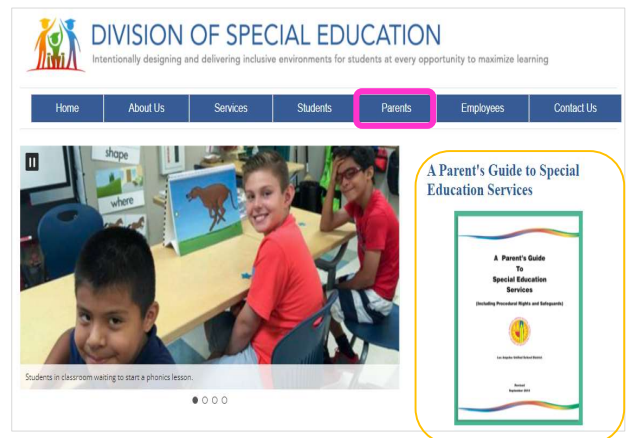 DIVISION OF SPECIAL EDUCATION
Intentionally designing and delivering inclusive environments for students at every opportunity to maximize learning
Home About Us Services Students Parents Employees Contact Us
shape
where
Students in classroom waiting to start a phonics lesson.
A Parent's Guide to Special
Education Services
A Parent's Guide
To
Special Education
Services
(Including Procedural Rights and Safeguards)
Los Angeles Unified School District
Revised